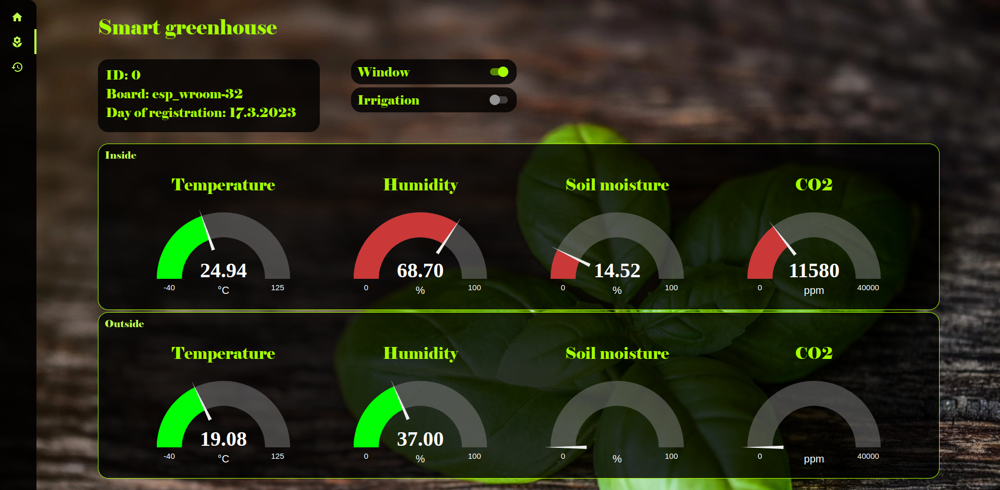 Smart greenhouse
ID: 0
Board: esp_wroom-32
Day of registration: 17.3.2023
Window
Irrigation
Inside
Temperature
24.94
-40
°C
125
Humidity
68.70
0
%
100
Soil moisture
14.52
0
%
100
CO2
11580
0
ppm
40000
Outside
Temperature
19.08
-40
°C
125
Humidity
37.00
0
%
100
Soil moisture
0
%
100
CO2
0
ppm
40000